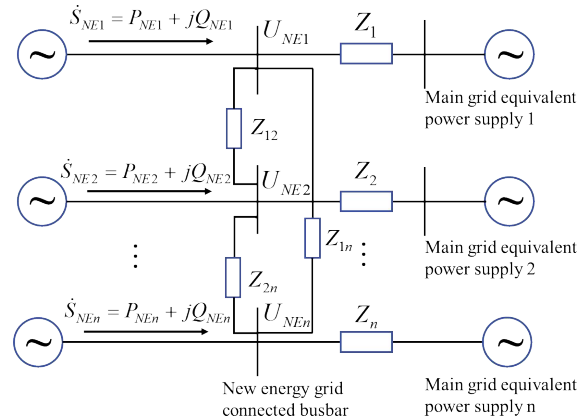 Ṡ_NE1 = P_NE1 + jQ_NE1
U_NE1
Z_1
~
~
Main grid equivalent
power supply 1
Z_12
Ṡ_NE2 = P_NE2 + jQ_NE2
U_NE2
Z_2
~
~
Main grid equivalent
power supply 2
⋮
Z_2n
Z_1n
⋮
Ṡ_NEn = P_NEn + jQ_NEn
U_NEn
Z_n
~
~
New energy grid
connected busbar
Main grid equivalent
power supply n